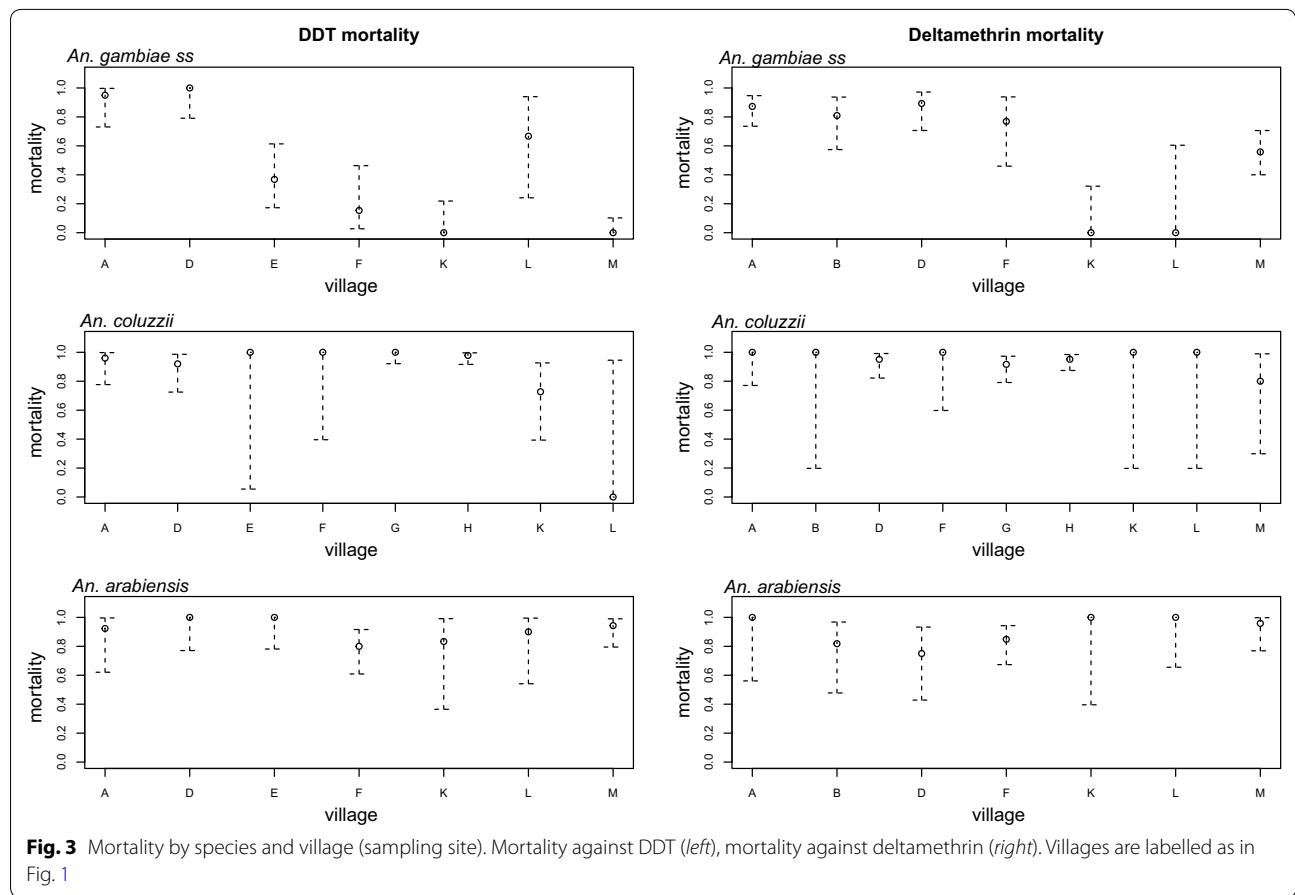 DDT mortality
Deltamethrin mortality
An. gambiae ss
mortality
0.0 0.2 0.4 0.6 0.8 1.0
A D E F K L M
village
An. gambiae ss
mortality
0.0 0.2 0.4 0.6 0.8 1.0
A B D F K L M
village
An. coluzzii
mortality
0.0 0.2 0.4 0.6 0.8 1.0
A D E F G H K L
village
An. coluzzii
mortality
0.0 0.2 0.4 0.6 0.8 1.0
A B D F G H K L M
village
An. arabiensis
mortality
0.0 0.2 0.4 0.6 0.8 1.0
A D E F K L M
village
An. arabiensis
mortality
0.0 0.2 0.4 0.6 0.8 1.0
A B D F K L M
village
Fig. 3 Mortality by species and village (sampling site). Mortality against DDT (left), mortality against deltamethrin (right). Villages are labelled as in
Fig. 1